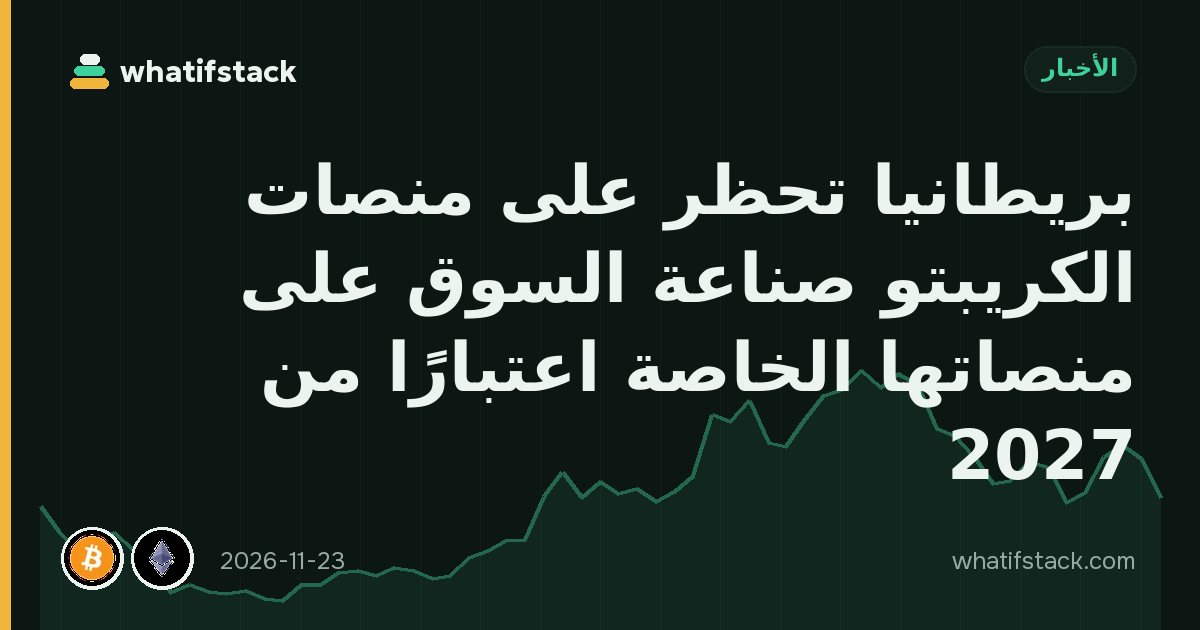 whatifstack
الأخبار
بريطانيا تحظر على منصات
الكريبتو صناعة السوق على
منصاتها الخاصة اعتبارًا من
2027
2026-11-23
whatifstack.com